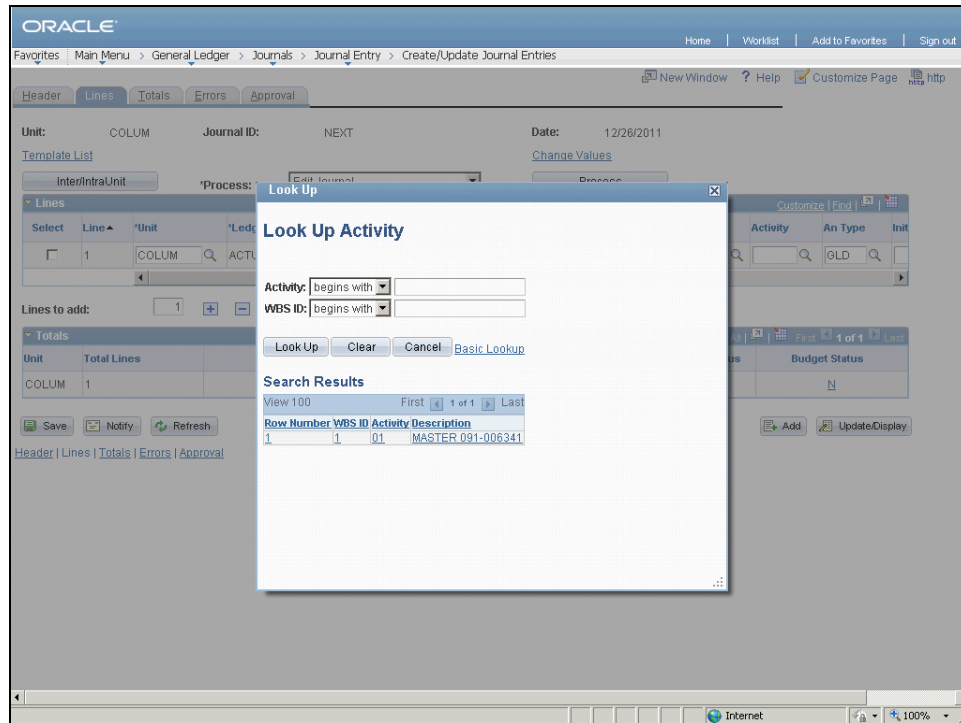 ORACLE
Home | Worklist | Add to Favorites | Sign out
Favorites Main Menu > General Ledger > Journals > Journal Entry > Create/Update Journal Entries
New Window ? Help Customize Page http
Header Lines Totals Errors Approval
Unit: COLUM Journal ID: NEXT Date: 12/26/2011
Template List Change Values
Inter/IntraUnit *Process: Edit Journal Process
Look Up
Lines Customize | Find |
Select Line *Unit *Ledg Activity An Type Init
1 COLUM ACTU GLD
Look Up Activity
Activity: begins with
WBS ID: begins with
Lines to add: 1
Look Up Clear Cancel Basic Lookup
Totals First 1 of 1 Last
Unit Total Lines us Budget Status
COLUM 1 N
Search Results
View 100 First 1 of 1 Last
Row Number WBS ID Activity Description
1 1 01 MASTER 091-006341
Save Notify Refresh Add Update/Display
Header | Lines | Totals | Errors | Approval
Internet 100%